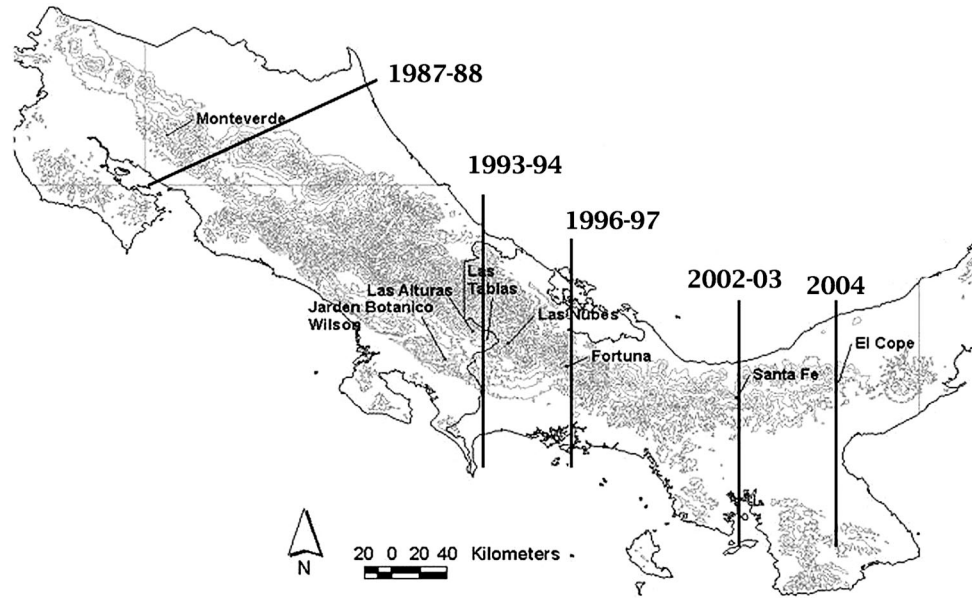 1987-88
Monteverde
1993-94
1996-97
Las
Tablas
2002-03
2004
Las Alturas
Jarden Botanico
Wilson
Las Nubes
El Cope
Fortuna
Santa Fe
N
20 0 20 40 Kilometers